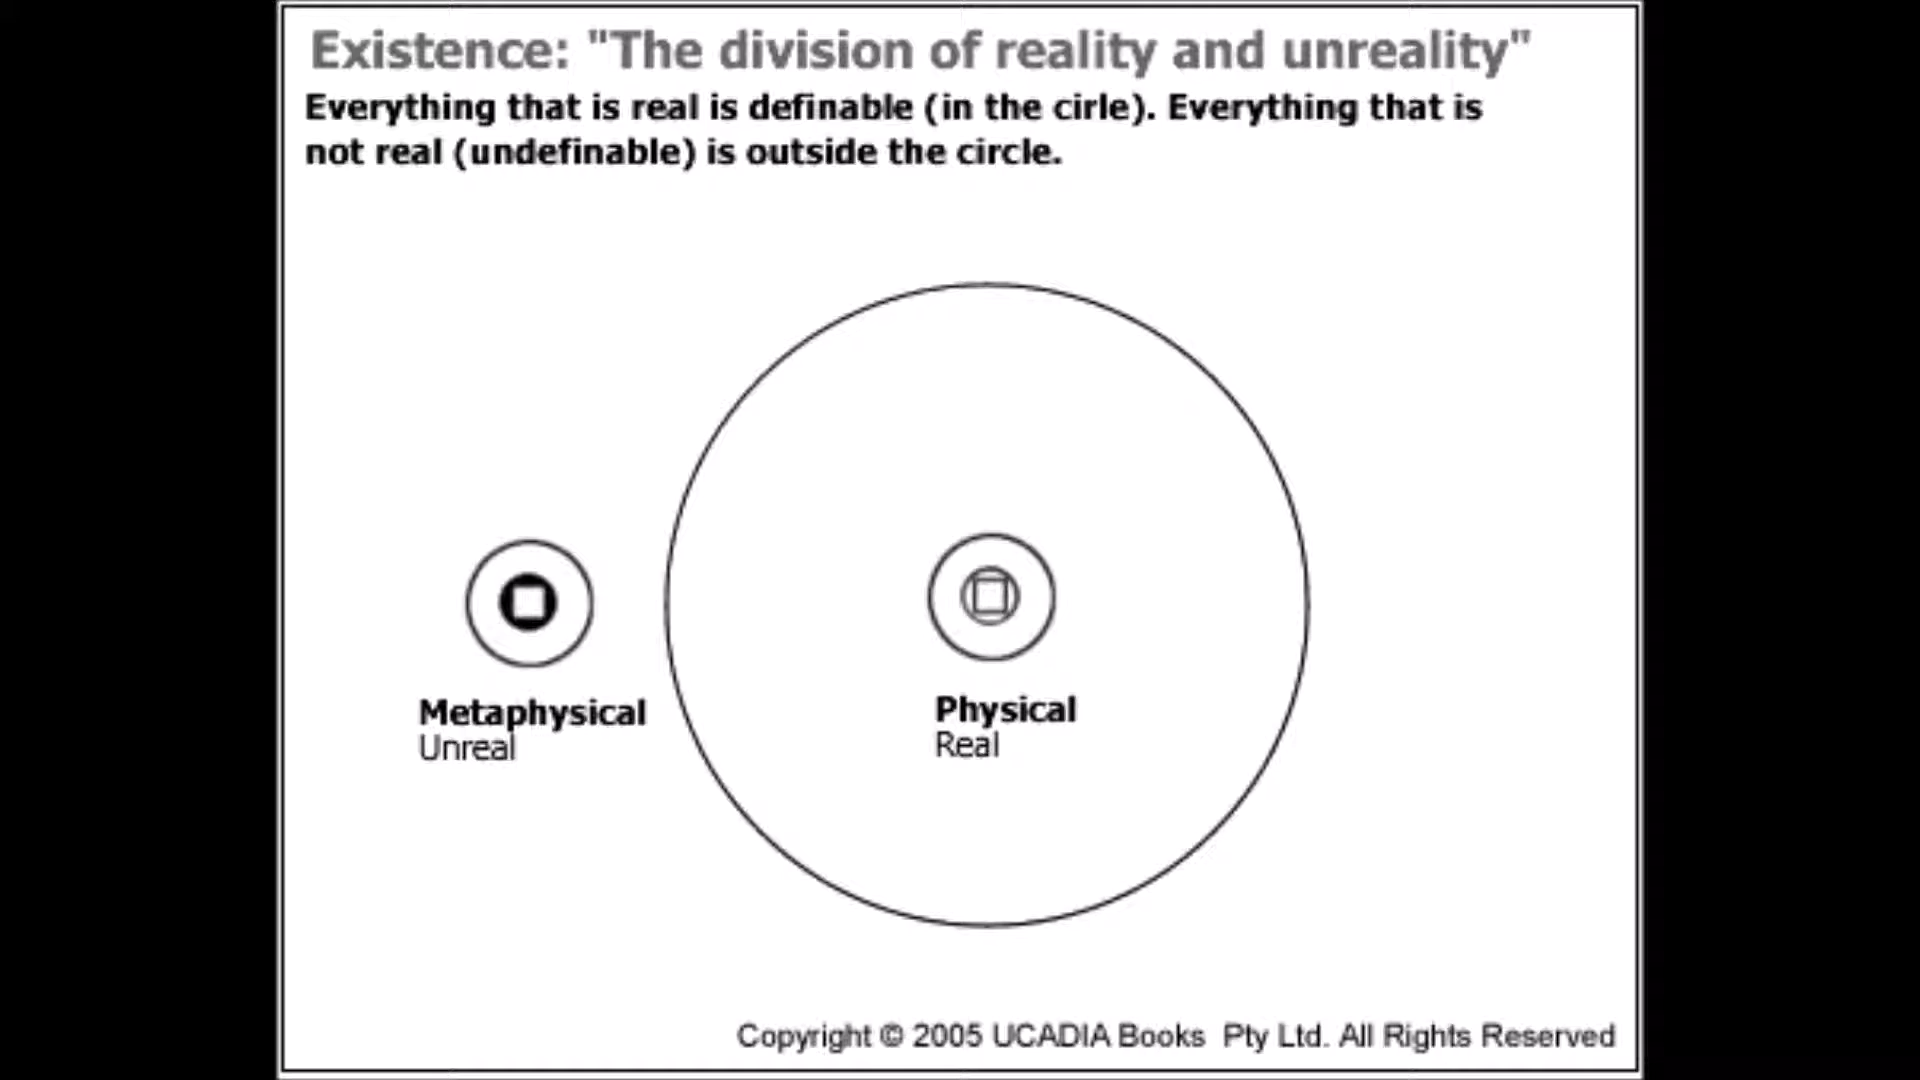 Existence: "The division of reality and unreality"
Everything that is real is definable (in the cirle). Everything that is
not real (undefinable) is outside the circle.
Metaphysical
Unreal
Physical
Real
Copyright © 2005 UCADIA Books Pty Ltd. All Rights Reserved